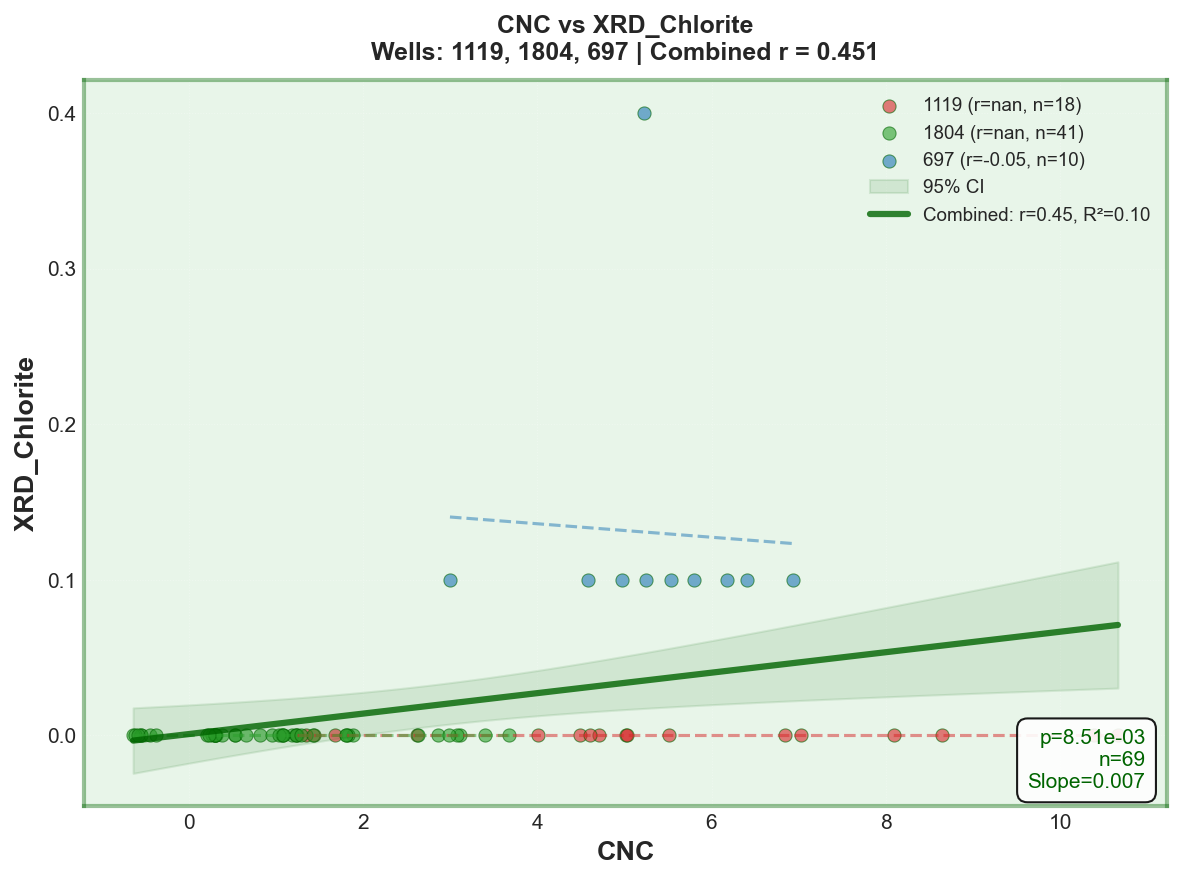 CNC vs XRD_Chlorite
Wells: 1119, 1804, 697 | Combined r = 0.451
1119 (r=nan, n=18)
1804 (r=nan, n=41)
697 (r=-0.05, n=10)
95% CI
Combined: r=0.45, R²=0.10
XRD_Chlorite
0.4
0.3
0.2
0.1
0.0
p=8.51e-03
n=69
Slope=0.007
0 2 4 6 8 10
CNC